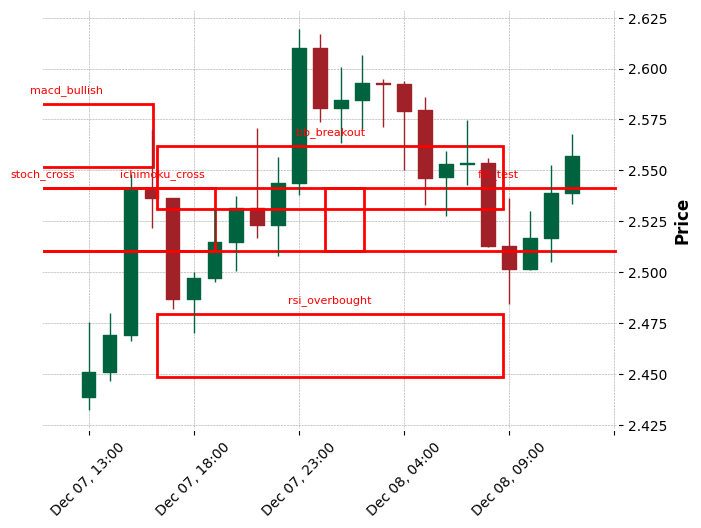 2.625
2.600
macd_bullish
2.575
bb_breakout
2.550
stoch_cross
ichimoku_cross
2.525
Price
2.500
rsi_overbought
2.475
2.450
2.425
Dec 07, 13:00
Dec 07, 18:00
Dec 07, 23:00
Dec 08, 04:00
Dec 08, 09:00